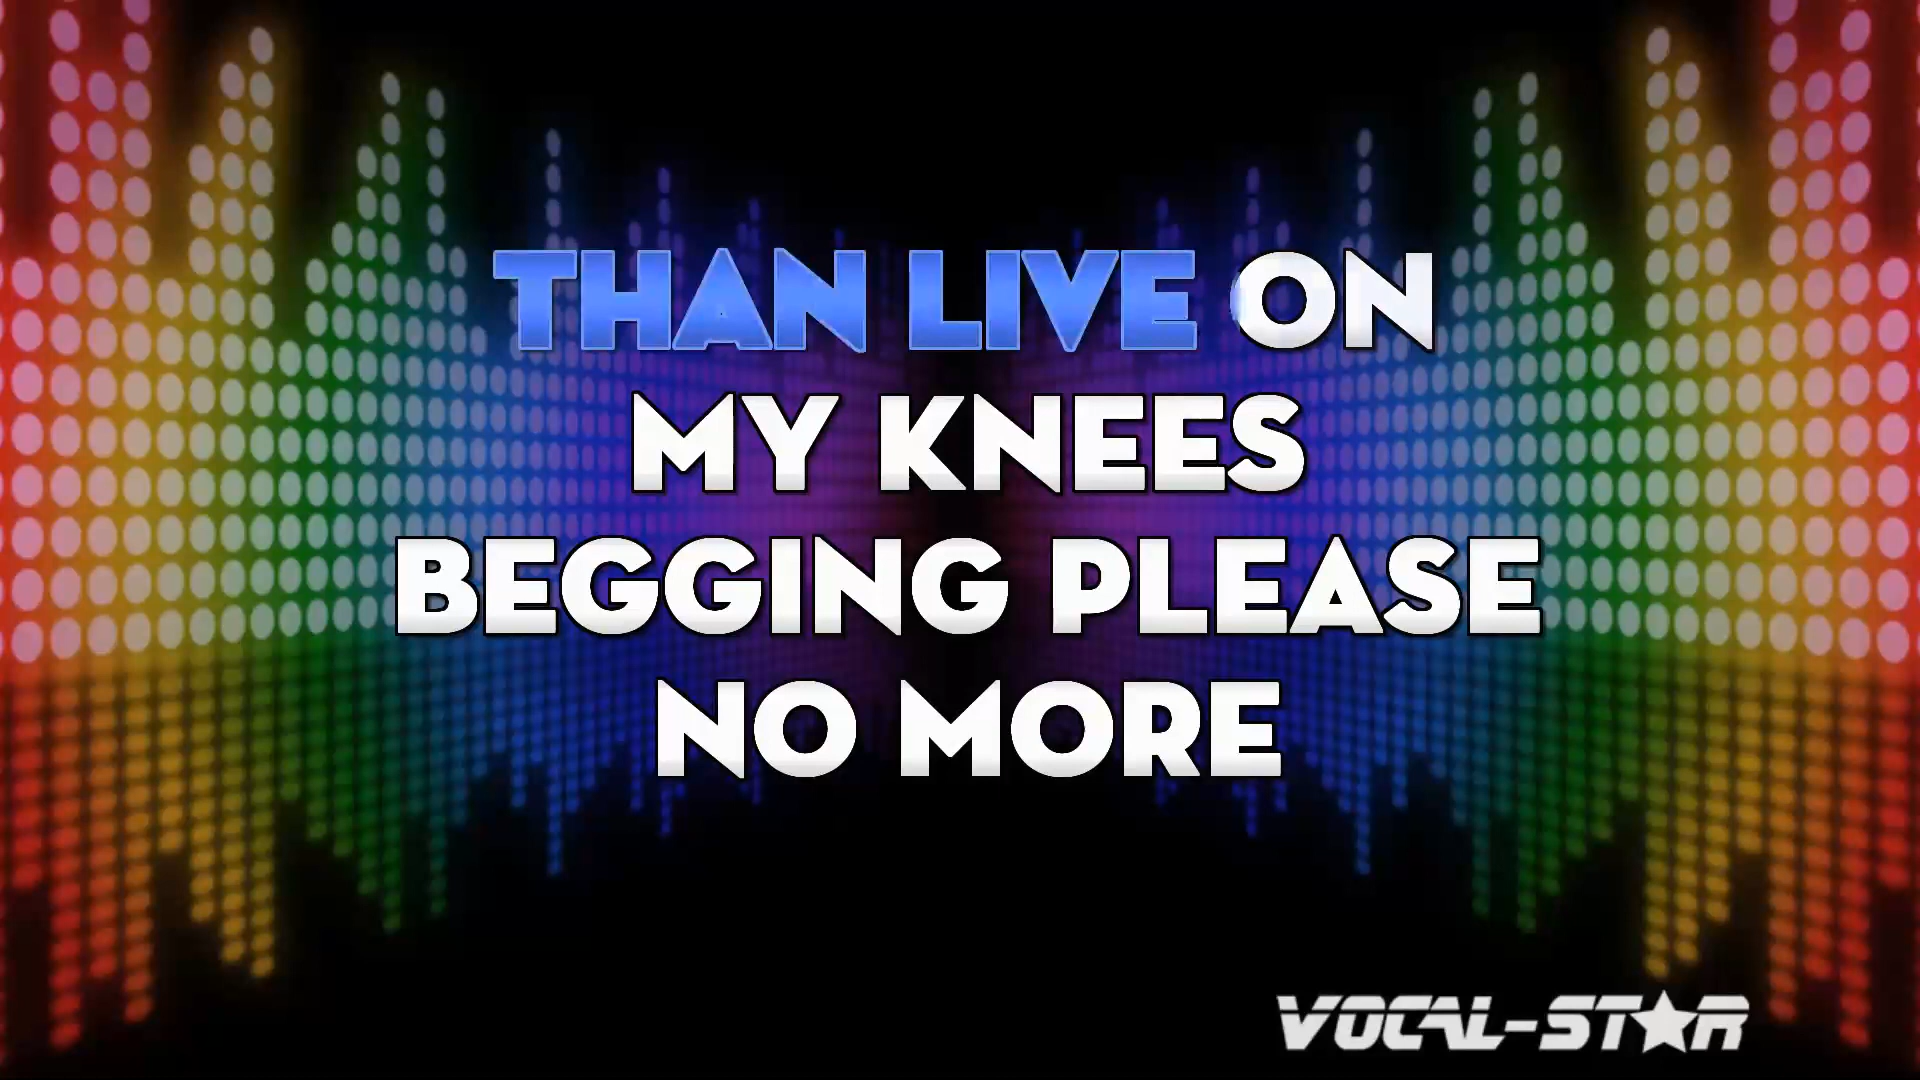 THAN LIVE ON
MY KNEES
BEGGING PLEASE
NO MORE
VOCAL-STAR